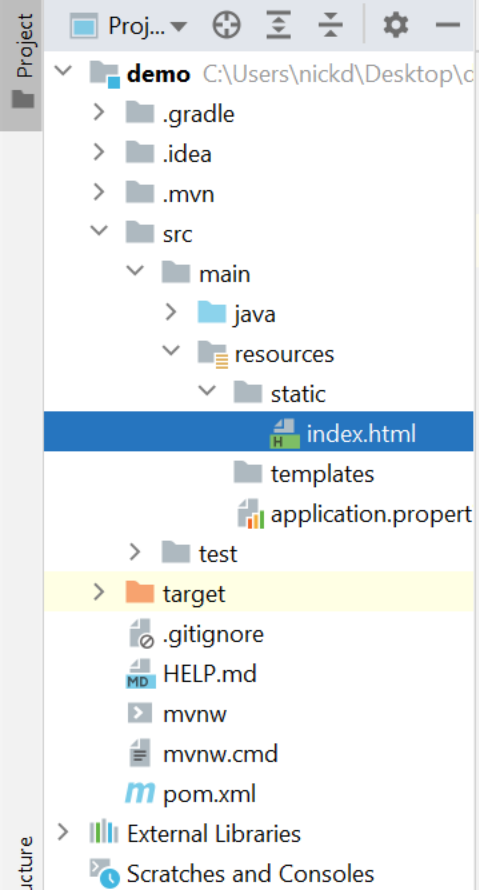 Project
Proj...
demo C:\Users\nickd\Desktop\d
.gradle
.idea
.mvn
src
main
java
resources
static
H index.html
templates
application.propert
test
target
.gitignore
MD HELP.md
mvnw
mvnw.cmd
m pom.xml
External Libraries
Scratches and Consoles
ucture